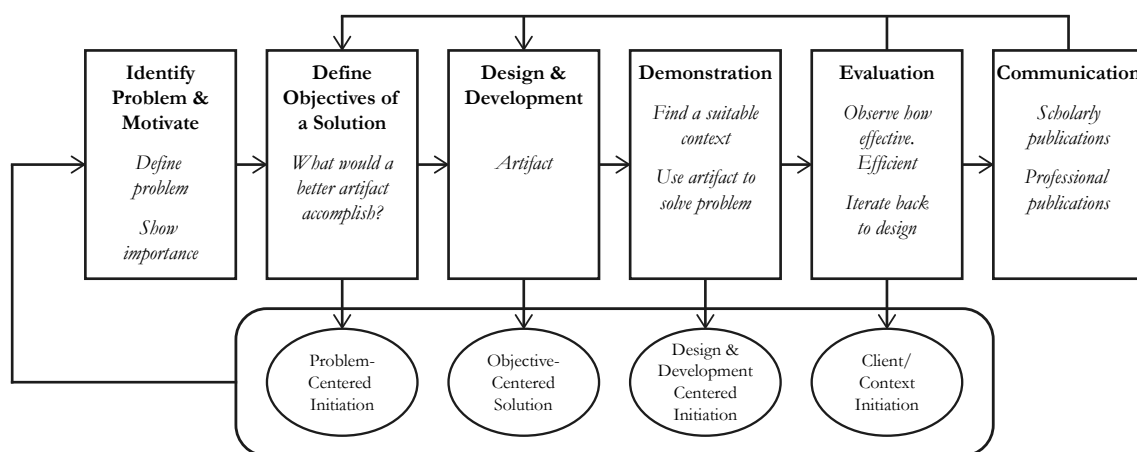 Identify
Problem &
Motivate
Define
problem
Show
importance
Define
Objectives of
a Solution
What would a
better artifact
accomplish?
Design &
Development
Artifact
Demonstration
Find a suitable
context
Use artifact to
solve problem
Evaluation
Observe how
effective.
Efficient
Iterate back
to design
Communication
Scholarly
publications
Professional
publications
Problem-
Centered
Initiation
Objective-
Centered
Solution
Design &
Development
Centered
Initiation
Client/
Context
Initiation